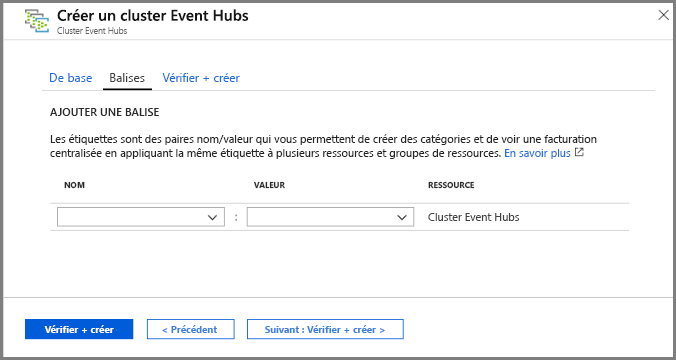 Créer un cluster Event Hubs
Cluster Event Hubs
De base Balises Vérifier + créer
AJOUTER UNE BALISE
Les étiquettes sont des paires nom/valeur qui vous permettent de créer des catégories et de voir une facturation
centralisée en appliquant la même étiquette à plusieurs ressources et groupes de ressources. En savoir plus
NOM VALEUR RESSOURCE
: Cluster Event Hubs
Vérifier + créer < Précédent Suivant : Vérifier + créer >